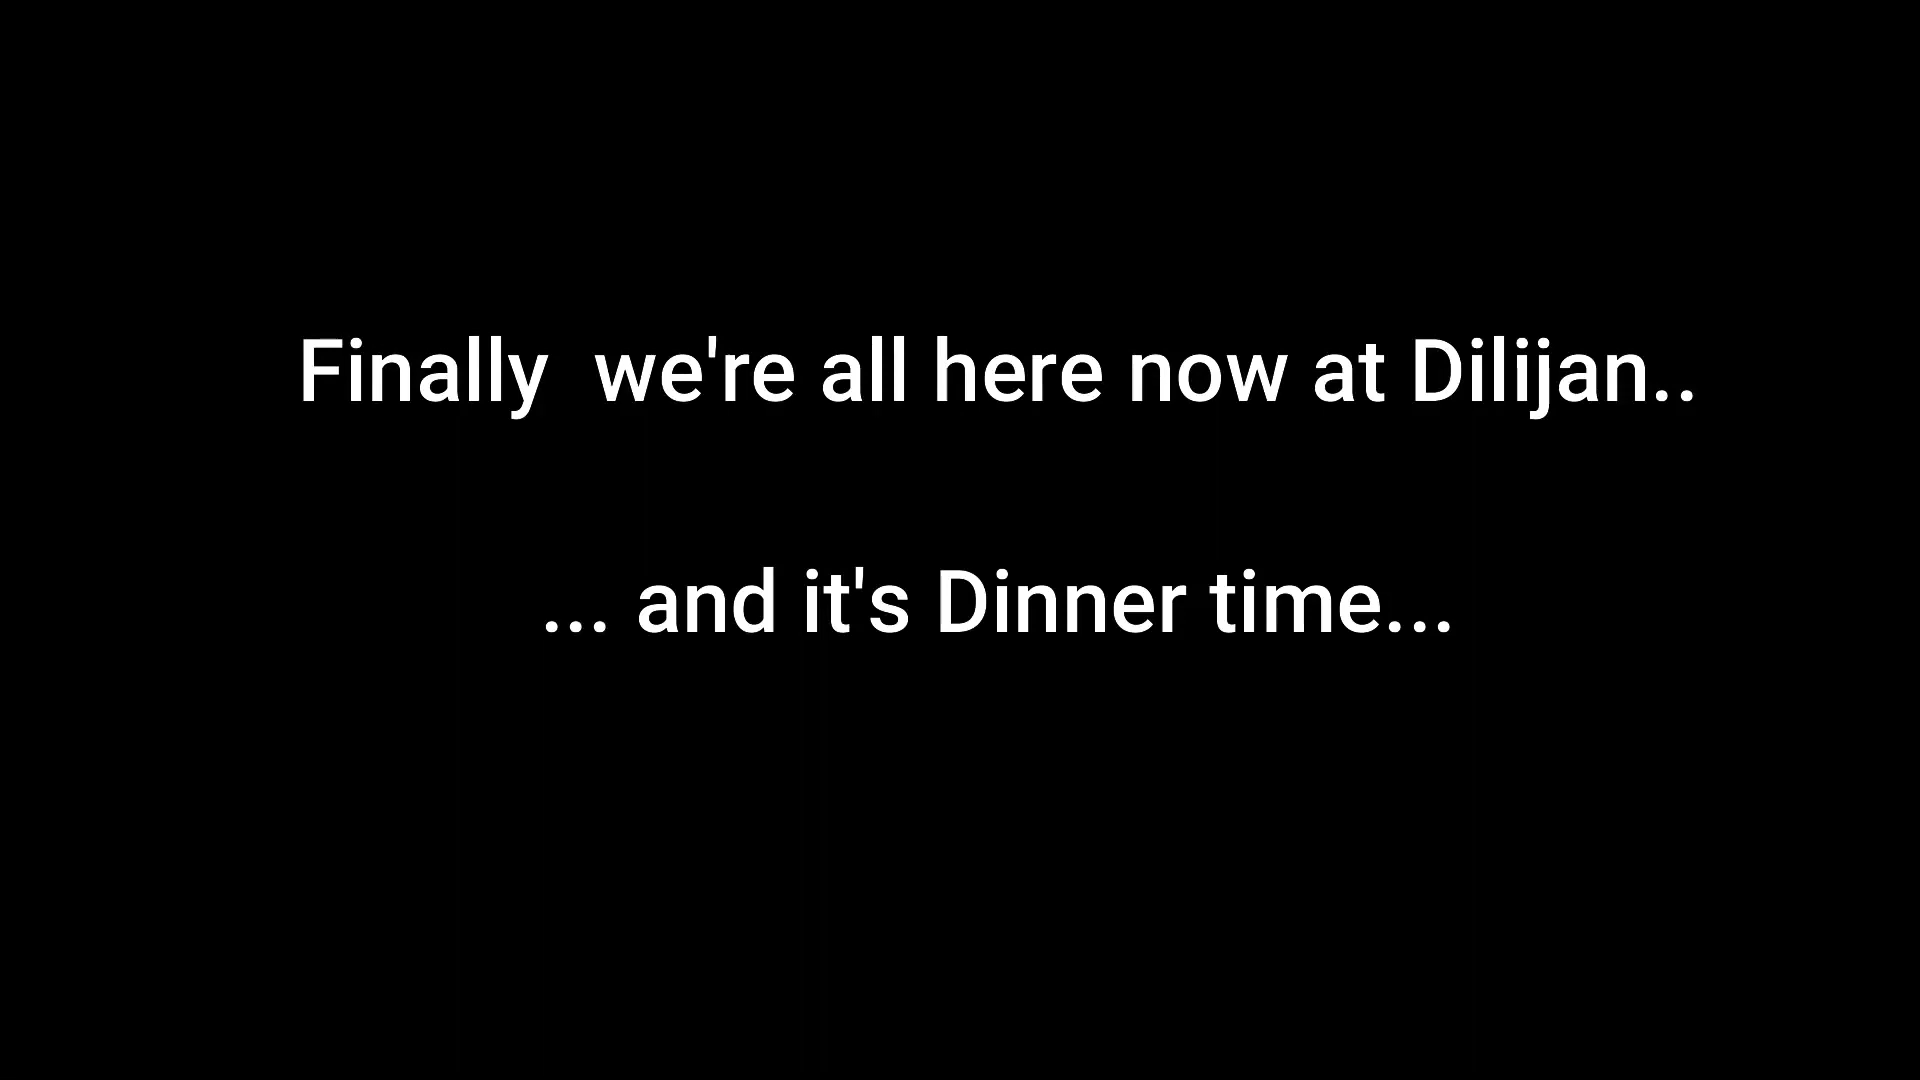 Finally  we're all here now at Dilijan..
... and it's Dinner time...